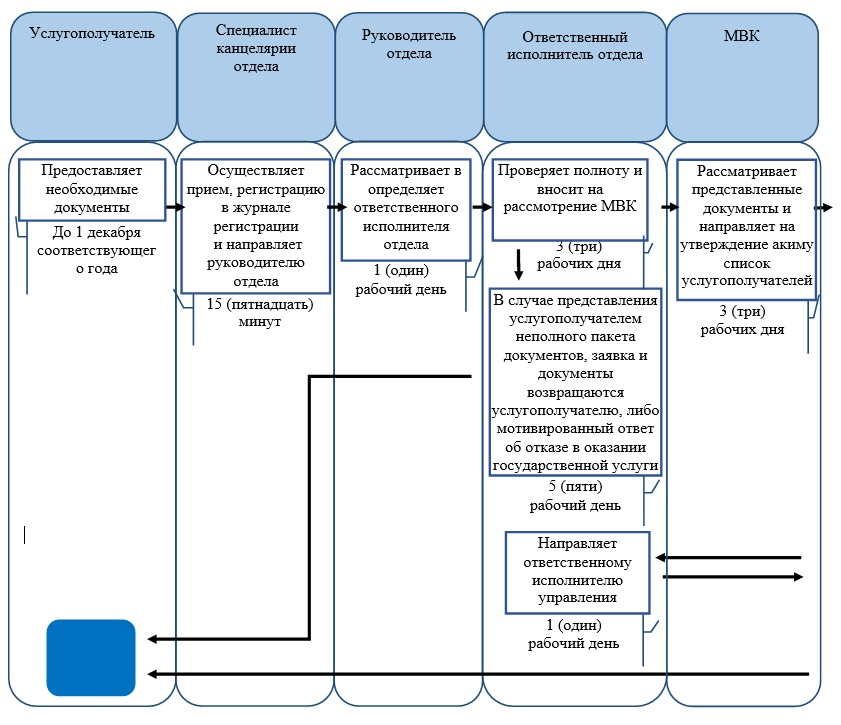 Услугополучатель
Специалист
канцелярии
отдела
Руководитель
отдела
Ответственный
исполнитель отдела
МВК
Предоставляет
необходимые
документы
До 1 декабря
соответствующег
о года
Осуществляет
прием, регистрацию
в журнале
регистрации
и направляет
руководителю
отдела
15 (пятнадцать)
минут
Рассматривает в
определяет
ответственного
исполнителя
отдела
1 (один)
рабочий день
Проверяет полноту и
вносит на
рассмотрение МВК
3 (три)
рабочих дня
В случае представления
услугополучателем
неполного пакета
документов, заявка и
документы
возвращаются
услугополучателю, либо
мотивированный ответ
об отказе в оказании
государственной услуги
5 (пяти)
рабочий день
Направляет
ответственному
исполнителю
управления
1 (один)
рабочий день
Рассматривает
представленные
документы и
направляет на
утверждение акиму
список
услугополучателей
3 (три)
рабочих дня